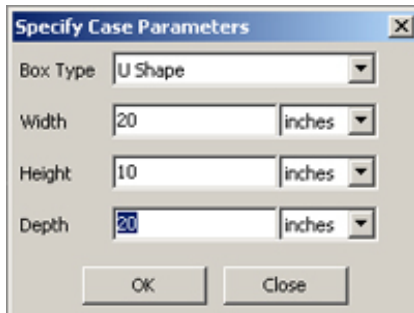 Specify Case Parameters
Box Type U Shape
Width 20 inches
Height 10 inches
Depth 20 inches
OK Close